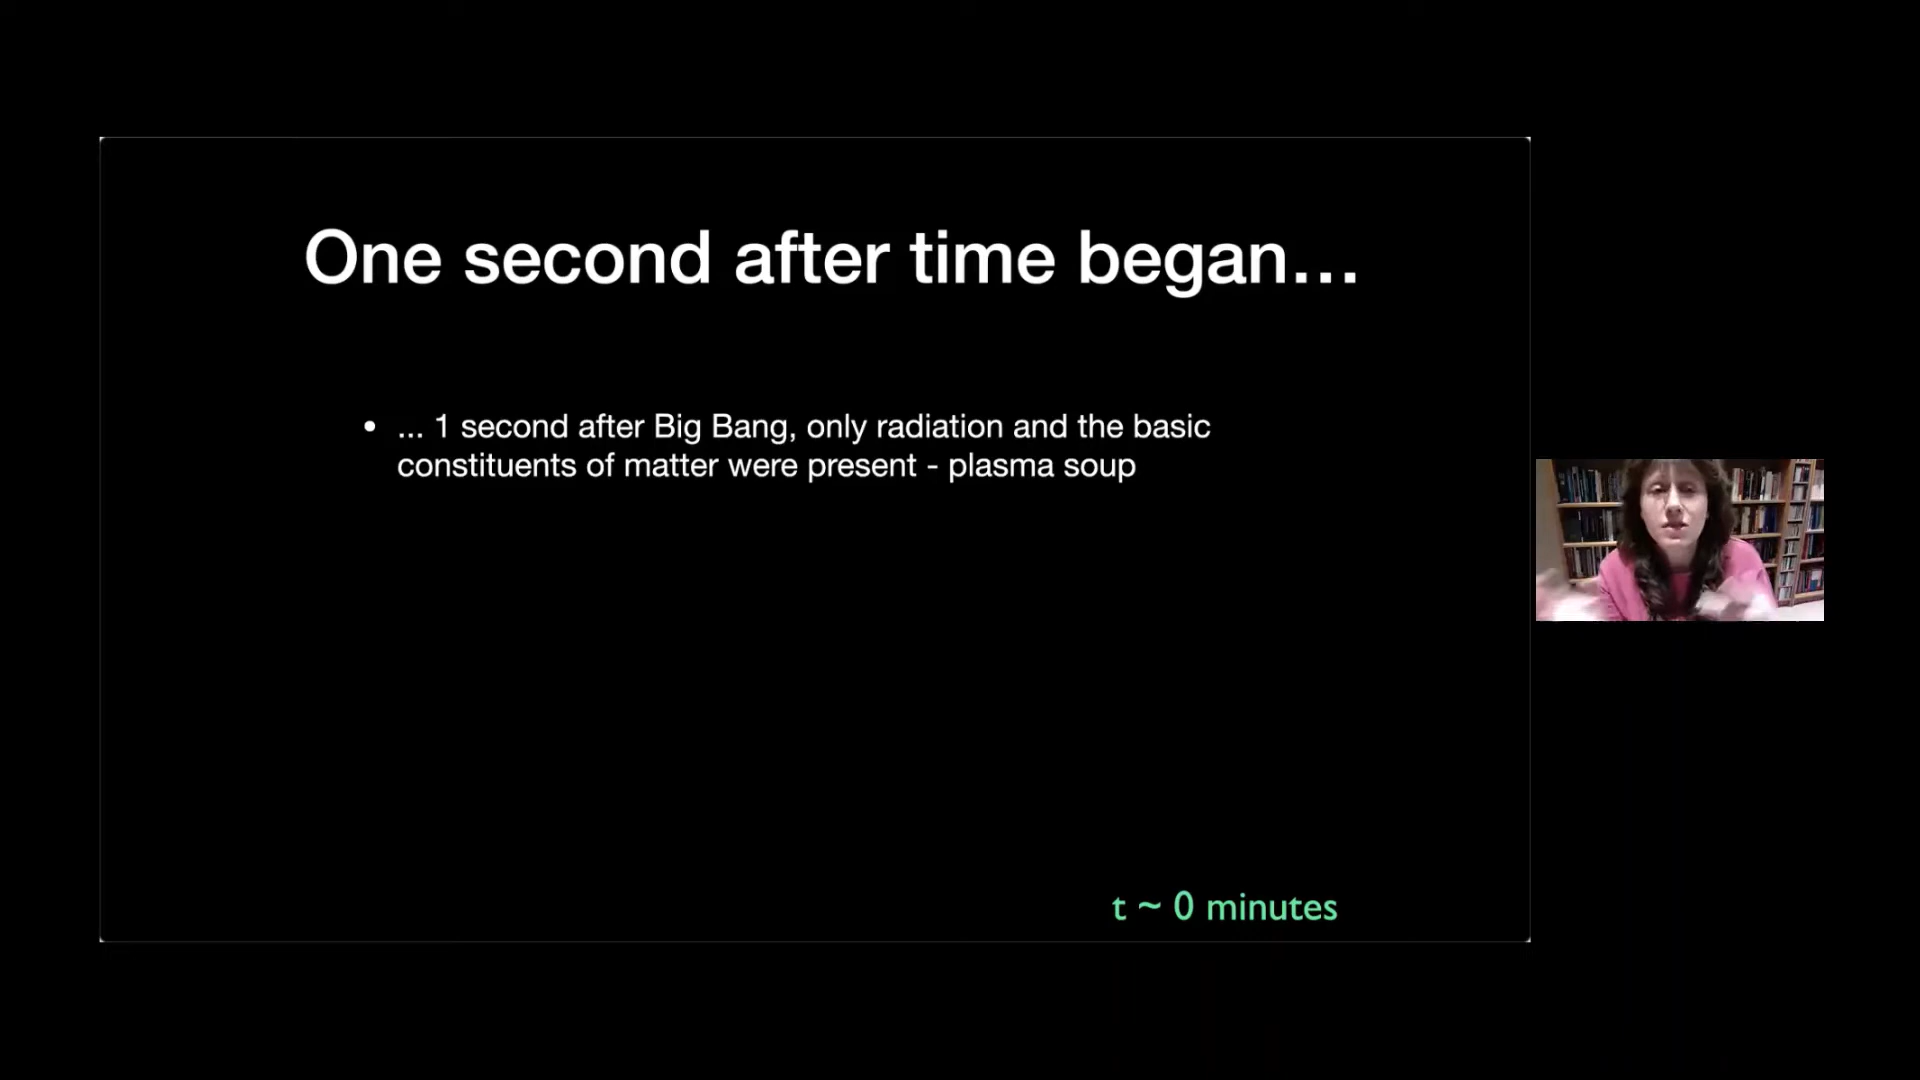 One second after time began...
• ... 1 second after Big Bang, only radiation and the basic
constituents of matter were present - plasma soup
t ~ 0 minutes